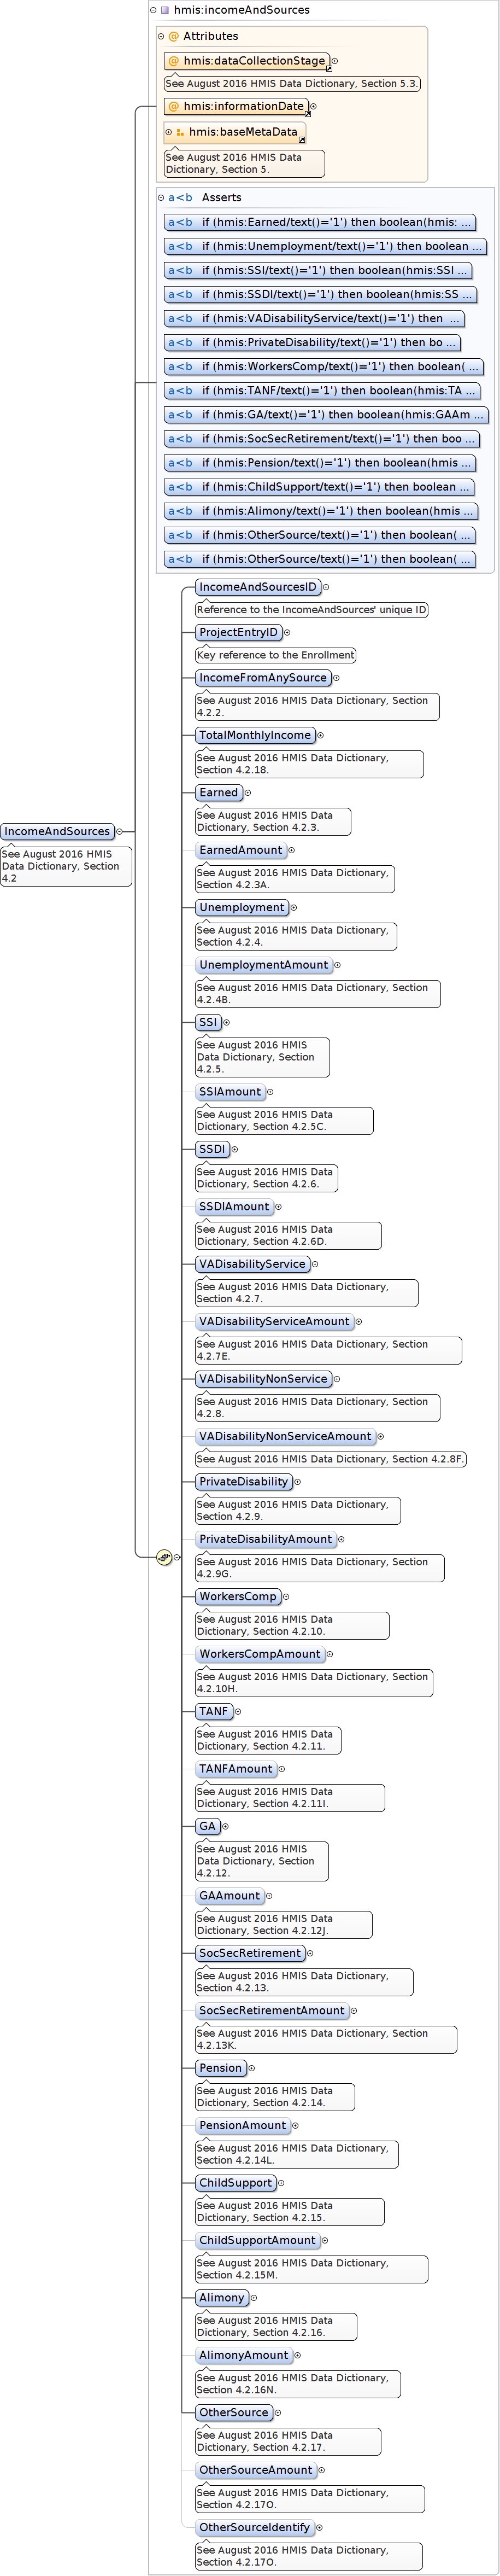 hmis:incomeAndSources
Attributes
@ hmis:dataCollectionStage
See August 2016 HMIS Data Dictionary, Section 5.3.
@ hmis:informationDate
hmis:baseMetaData
See August 2016 HMIS Data
Dictionary, Section 5.
a<b Asserts
a<b if (hmis:Earned/text()='1') then boolean(hmis: ...
a<b if (hmis:Unemployment/text()='1') then boolean ...
a<b if (hmis:SSI/text()='1') then boolean(hmis:SSI ...
a<b if (hmis:SSDI/text()='1') then boolean(hmis:SS ...
a<b if (hmis:VADisabilityService/text()='1') then ...
a<b if (hmis:PrivateDisability/text()='1') then bo ...
a<b if (hmis:WorkersComp/text()='1') then boolean( ...
a<b if (hmis:TANF/text()='1') then boolean(hmis:TA ...
a<b if (hmis:GA/text()='1') then boolean(hmis:GAAm ...
a<b if (hmis:SocSecRetirement/text()='1') then boo ...
a<b if (hmis:Pension/text()='1') then boolean(hmis ...
a<b if (hmis:ChildSupport/text()='1') then boolean ...
a<b if (hmis:Alimony/text()='1') then boolean(hmis ...
a<b if (hmis:OtherSource/text()='1') then boolean( ...
a<b if (hmis:OtherSource/text()='1') then boolean( ...
IncomeAndSources
See August 2016 HMIS
Data Dictionary, Section
4.2
IncomeAndSourcesID
Reference to the IncomeAndSources' unique ID
ProjectEntryID
Key reference to the Enrollment
IncomeFromAnySource
See August 2016 HMIS Data Dictionary, Section
4.2.2.
TotalMonthlyIncome
See August 2016 HMIS Data Dictionary,
Section 4.2.18.
Earned
See August 2016 HMIS Data
Dictionary, Section 4.2.3.
EarnedAmount
See August 2016 HMIS Data Dictionary,
Section 4.2.3A.
Unemployment
See August 2016 HMIS Data Dictionary,
Section 4.2.4.
UnemploymentAmount
See August 2016 HMIS Data Dictionary, Section
4.2.4B.
SSI
See August 2016 HMIS
Data Dictionary, Section
4.2.5.
SSIAmount
See August 2016 HMIS Data
Dictionary, Section 4.2.5C.
SSDI
See August 2016 HMIS Data
Dictionary, Section 4.2.6.
SSDIAmount
See August 2016 HMIS Data
Dictionary, Section 4.2.6D.
VADisabilityService
See August 2016 HMIS Data Dictionary,
Section 4.2.7.
VADisabilityServiceAmount
See August 2016 HMIS Data Dictionary, Section
4.2.7E.
VADisabilityNonService
See August 2016 HMIS Data Dictionary, Section
4.2.8.
VADisabilityNonServiceAmount
See August 2016 HMIS Data Dictionary, Section 4.2.8F.
PrivateDisability
See August 2016 HMIS Data Dictionary,
Section 4.2.9.
PrivateDisabilityAmount
See August 2016 HMIS Data Dictionary, Section
4.2.9G.
WorkersComp
See August 2016 HMIS Data
Dictionary, Section 4.2.10.
WorkersCompAmount
See August 2016 HMIS Data Dictionary, Section
4.2.10H.
TANF
See August 2016 HMIS Data
Dictionary, Section 4.2.11.
TANFAmount
See August 2016 HMIS Data
Dictionary, Section 4.2.11I.
GA
See August 2016 HMIS
Data Dictionary, Section
4.2.12.
GAAmount
See August 2016 HMIS Data
Dictionary, Section 4.2.12J.
SocSecRetirement
See August 2016 HMIS Data Dictionary,
Section 4.2.13.
SocSecRetirementAmount
See August 2016 HMIS Data Dictionary, Section
4.2.13K.
Pension
See August 2016 HMIS Data
Dictionary, Section 4.2.14.
PensionAmount
See August 2016 HMIS Data Dictionary,
Section 4.2.14L.
ChildSupport
See August 2016 HMIS Data
Dictionary, Section 4.2.15.
ChildSupportAmount
See August 2016 HMIS Data Dictionary,
Section 4.2.15M.
Alimony
See August 2016 HMIS Data
Dictionary, Section 4.2.16.
AlimonyAmount
See August 2016 HMIS Data Dictionary,
Section 4.2.16N.
OtherSource
See August 2016 HMIS Data
Dictionary, Section 4.2.17.
OtherSourceAmount
See August 2016 HMIS Data Dictionary,
Section 4.2.17O.
OtherSourceIdentify
See August 2016 HMIS Data Dictionary,
Section 4.2.17O.